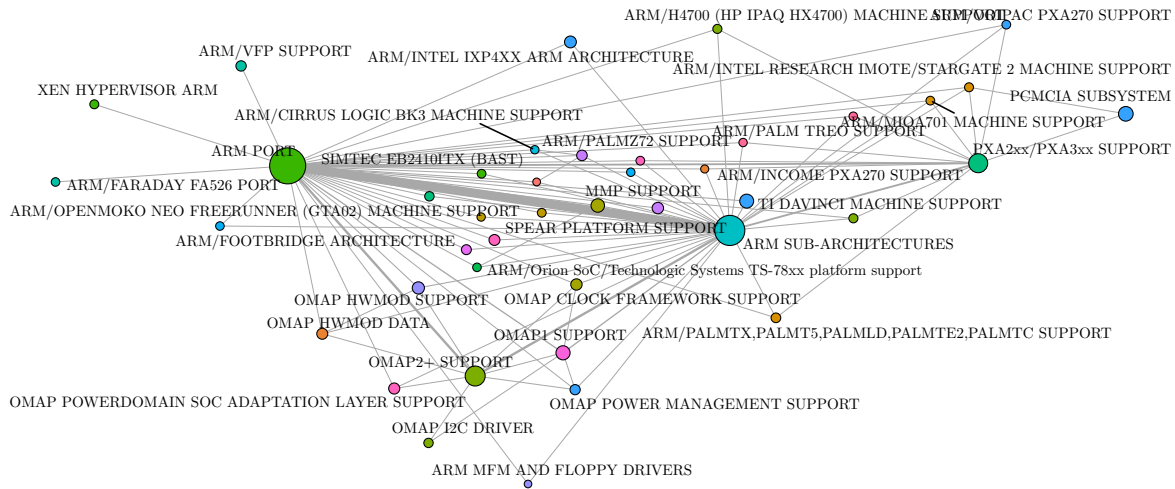 ARM/H4700 (HP IPAQ HX4700) MACHINE SUPPORT
ARM/VOIPAC PXA270 SUPPORT
ARM/VFP SUPPORT
ARM/INTEL IXP4XX ARM ARCHITECTURE
ARM/INTEL RESEARCH IMOTE/STARGATE 2 MACHINE SUPPORT
XEN HYPERVISOR ARM
PCMCIA SUBSYSTEM
ARM/CIRRUS LOGIC BK3 MACHINE SUPPORT
ARM/MIOA701 MACHINE SUPPORT
ARM/PALM TREO SUPPORT
ARM/PALMZ72 SUPPORT
ARM PORT
SIMTEC EB2410ITX (BAST)
PXA2xx/PXA3xx SUPPORT
ARM/INCOME PXA270 SUPPORT
ARM/FARADAY FA526 PORT
MMP SUPPORT
TI DAVINCI MACHINE SUPPORT
ARM/OPENMOKO NEO FREERUNNER (GTA02) MACHINE SUPPORT
SPEAR PLATFORM SUPPORT
ARM/FOOTBRIDGE ARCHITECTURE
ARM SUB-ARCHITECTURES
ARM/Orion SoC/Technologic Systems TS-78xx platform support
OMAP HWMOD SUPPORT
OMAP CLOCK FRAMEWORK SUPPORT
OMAP HWMOD DATA
OMAP1 SUPPORT
ARM/PALMTX,PALMT5,PALMLD,PALMTE2,PALMTC SUPPORT
OMAP2+ SUPPORT
OMAP POWERDOMAIN SOC ADAPTATION LAYER SUPPORT
OMAP POWER MANAGEMENT SUPPORT
OMAP I2C DRIVER
ARM MFM AND FLOPPY DRIVERS